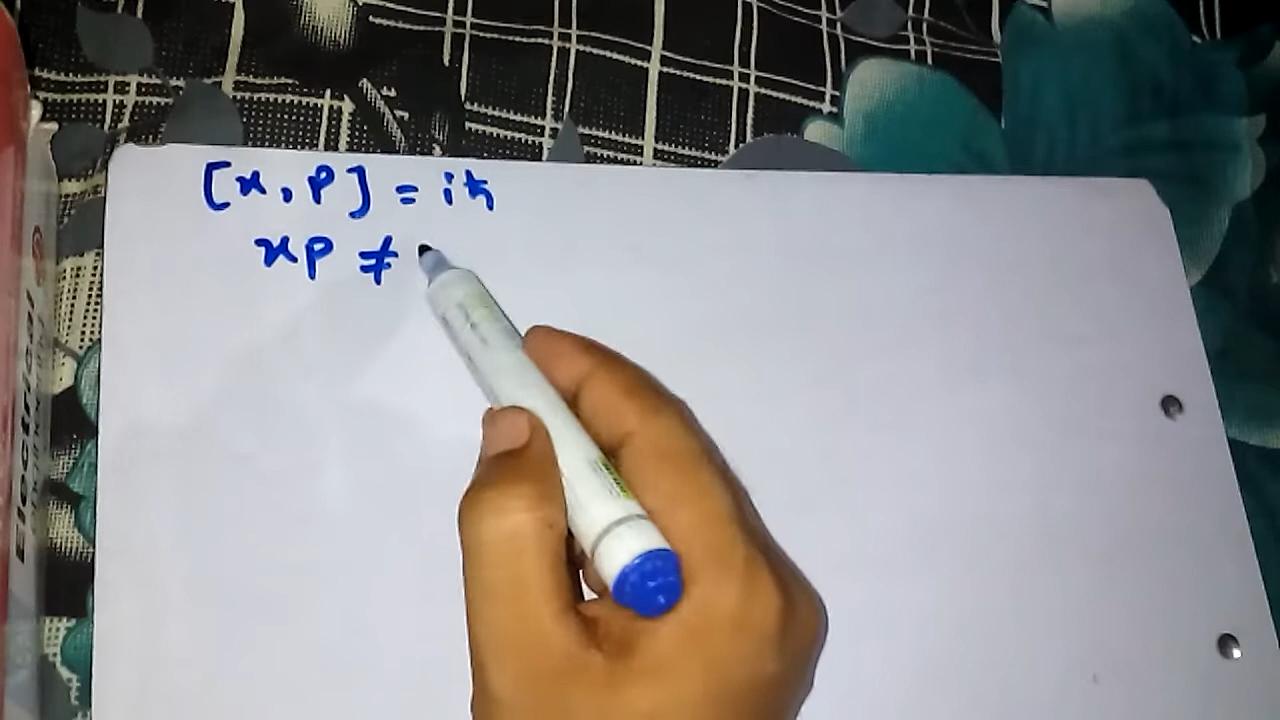 [x, p] = iħ
xp ≠
Electrical